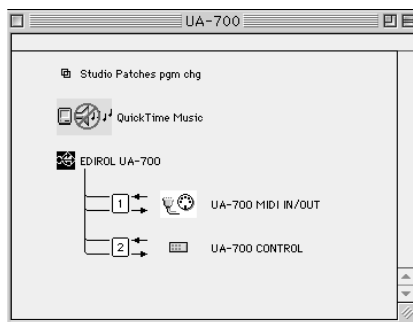 UA-700
Studio Patches pgm chg
QuickTime Music
EDIROL UA-700
1
UA-700 MIDI IN/OUT
2
UA-700 CONTROL